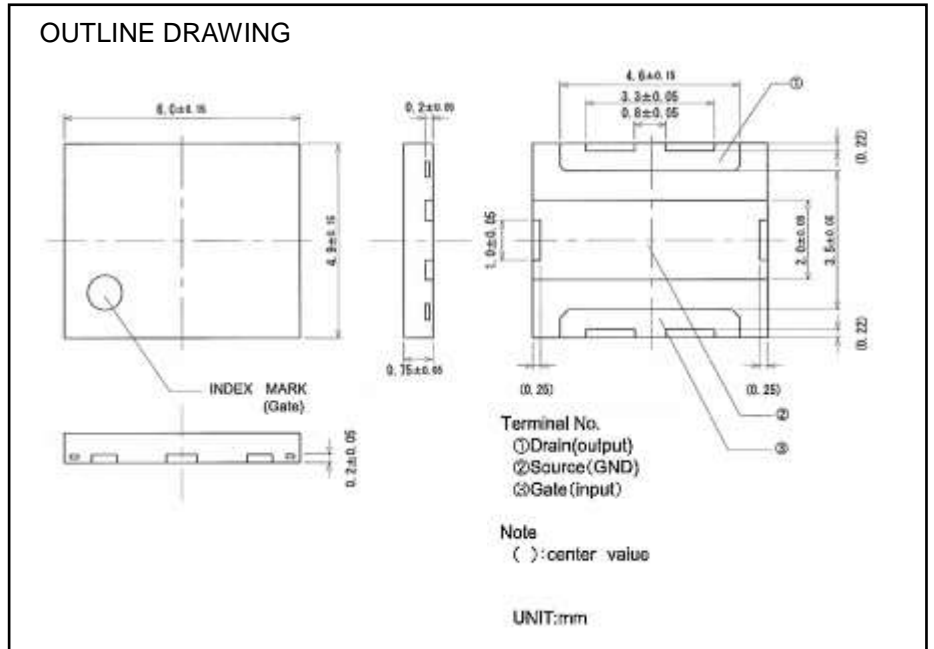 OUTLINE DRAWING
6.0±0.15
4.9±0.15
INDEX MARK
(Gate)
0.2±0.05
0.2±0.05
0.75±0.05
4.6±0.15
3.3±0.05
0.8±0.05
①
(0.22)
1.0±0.05
2.0±0.05
3.5±0.05
(0.22)
(0.25)
(0.25)
②
③
Terminal No.
①Drain(output)
②Source(GND)
③Gate(input)
Note
( ):center value
UNIT:mm